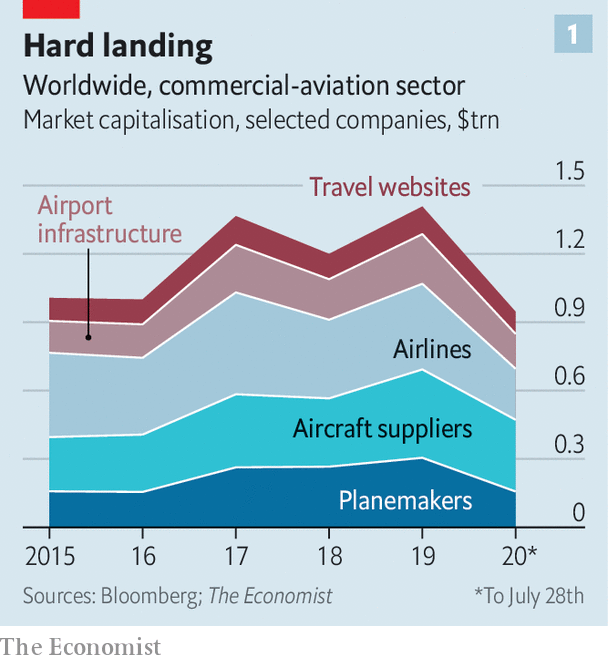 1
Hard landing
Worldwide, commercial-aviation sector
Market capitalisation, selected companies, $trn
1.5
Travel websites
Airport
infrastructure
1.2
0.9
Airlines
0.6
Aircraft suppliers
0.3
Planemakers
0
2015 16 17 18 19 20*
Sources: Bloomberg; The Economist *To July 28th
The Economist